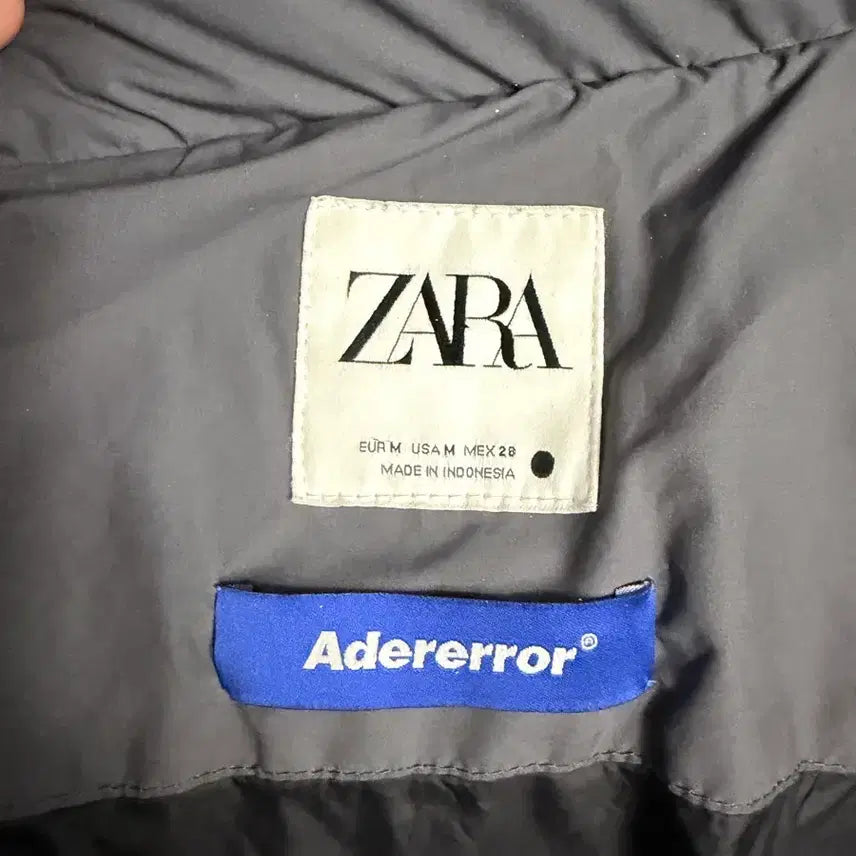 ZARA
EUR M USA M MEX 28
MADE IN INDONESIA
Adererror®